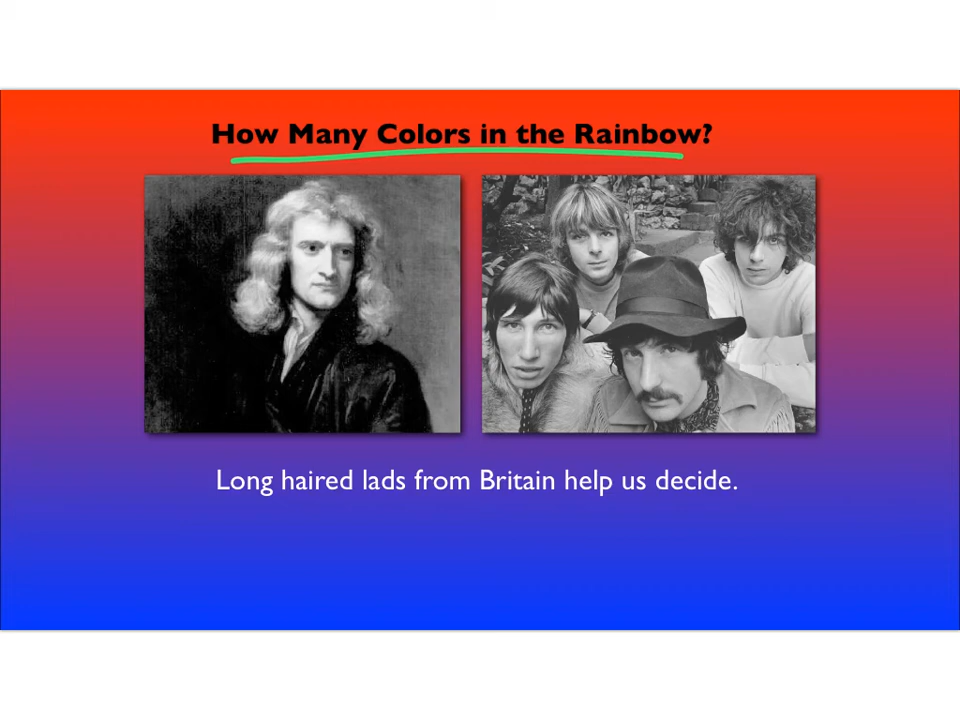 How Many Colors in the Rainbow?
Long haired lads from Britain help us decide.